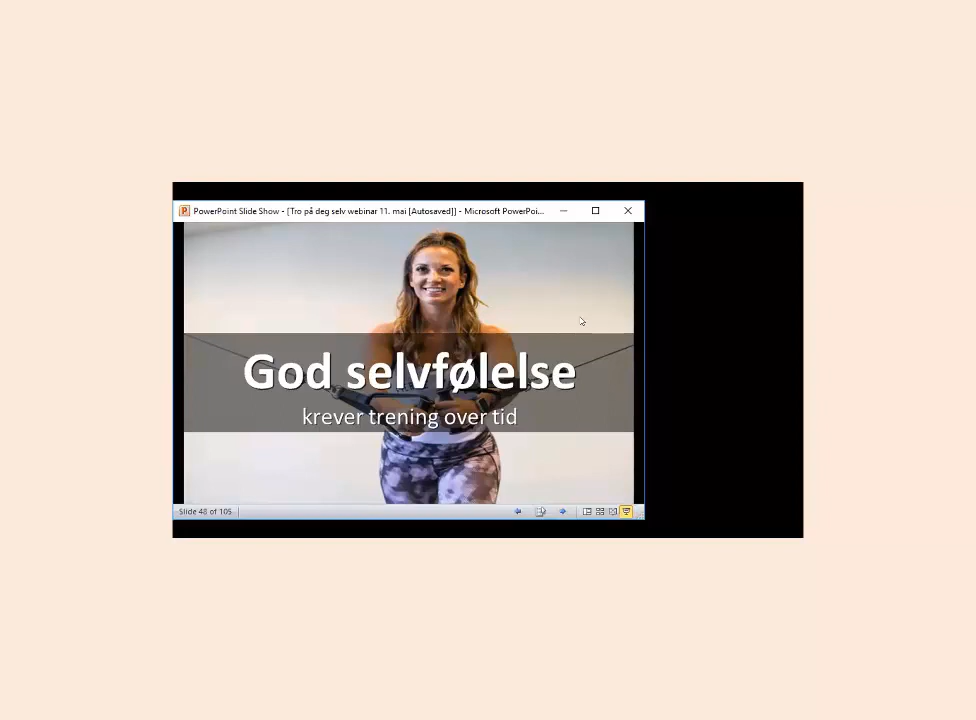 PowerPoint Slide Show - [Tro på deg selv webinar 11. mai [Autosaved]] - Microsoft PowerPoi...
God selvfølelse
krever trening over tid
Slide 48 of 105